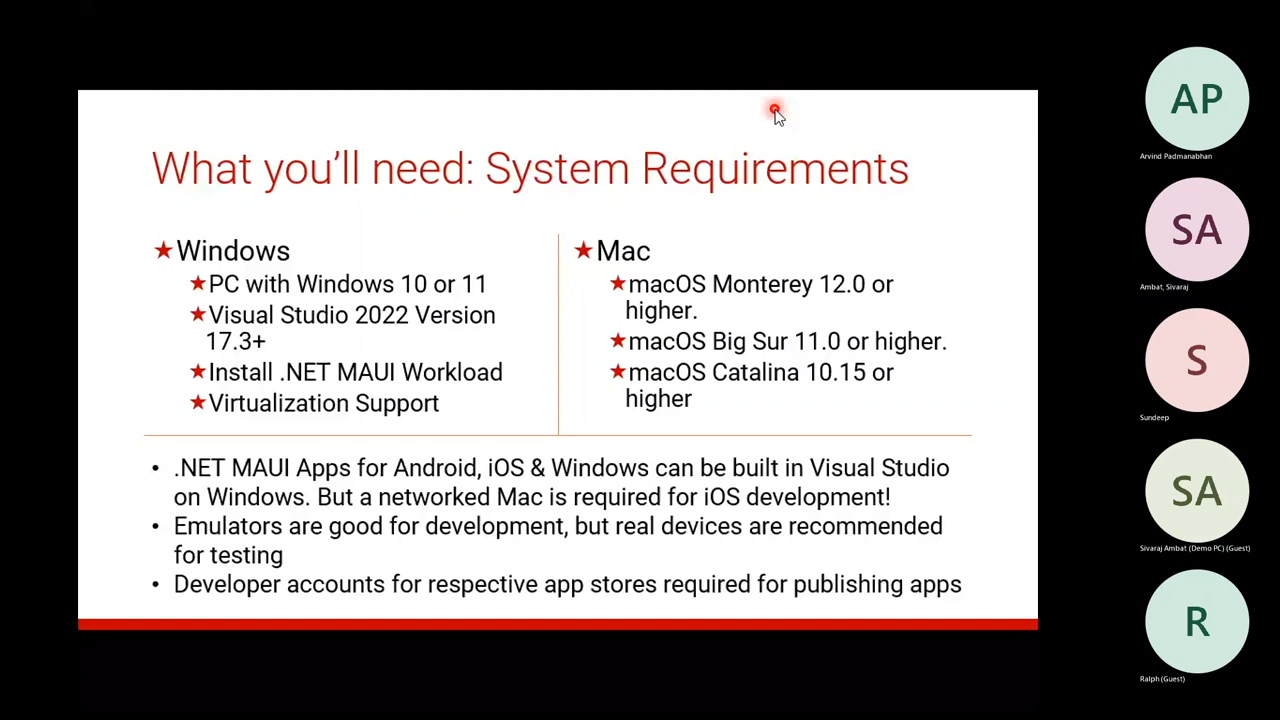 What you'll need: System Requirements
★Windows
★PC with Windows 10 or 11
★Visual Studio 2022 Version
17.3+
★Install .NET MAUI Workload
★Virtualization Support
★Mac
★macOS Monterey 12.0 or
higher.
★macOS Big Sur 11.0 or higher.
★macOS Catalina 10.15 or
higher
• .NET MAUI Apps for Android, iOS & Windows can be built in Visual Studio
on Windows. But a networked Mac is required for iOS development!
• Emulators are good for development, but real devices are recommended
for testing
• Developer accounts for respective app stores required for publishing apps
AP
Arvind Padmanabhan
SA
Ambat, Sivaraj
S
Sundeep
SA
Sivaraj Ambat (Demo PC) (Guest)
R
Ralph (Guest)